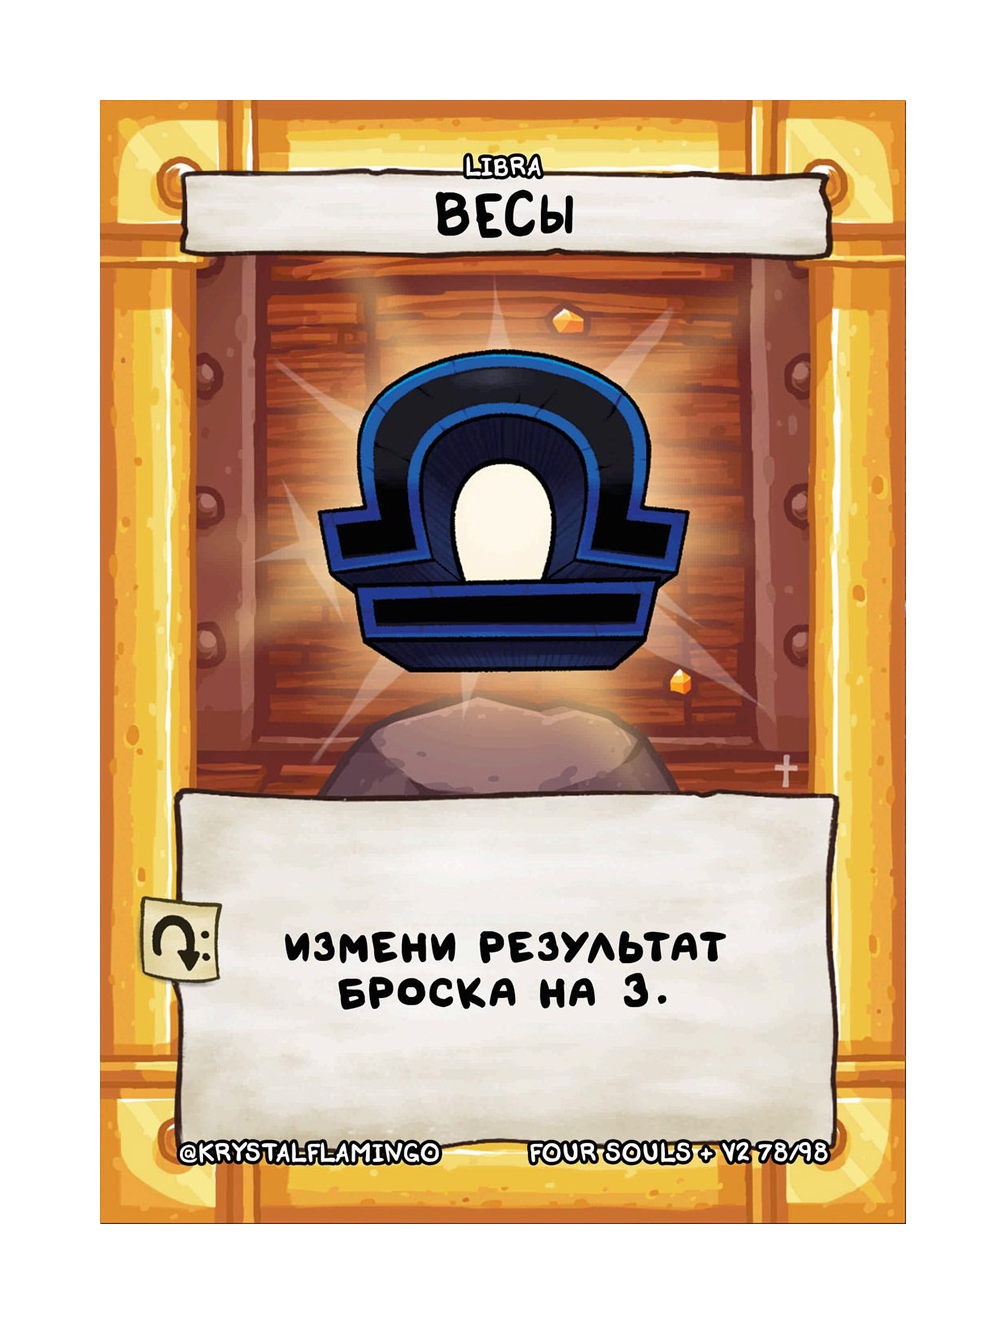 LIBRA
ВЕСЫ
ИЗМЕНИ РЕЗУЛЬТАТ
БРОСКА НА 3.
@KRYSTALFLAMINGO
FOUR SOULS + V2 78/98